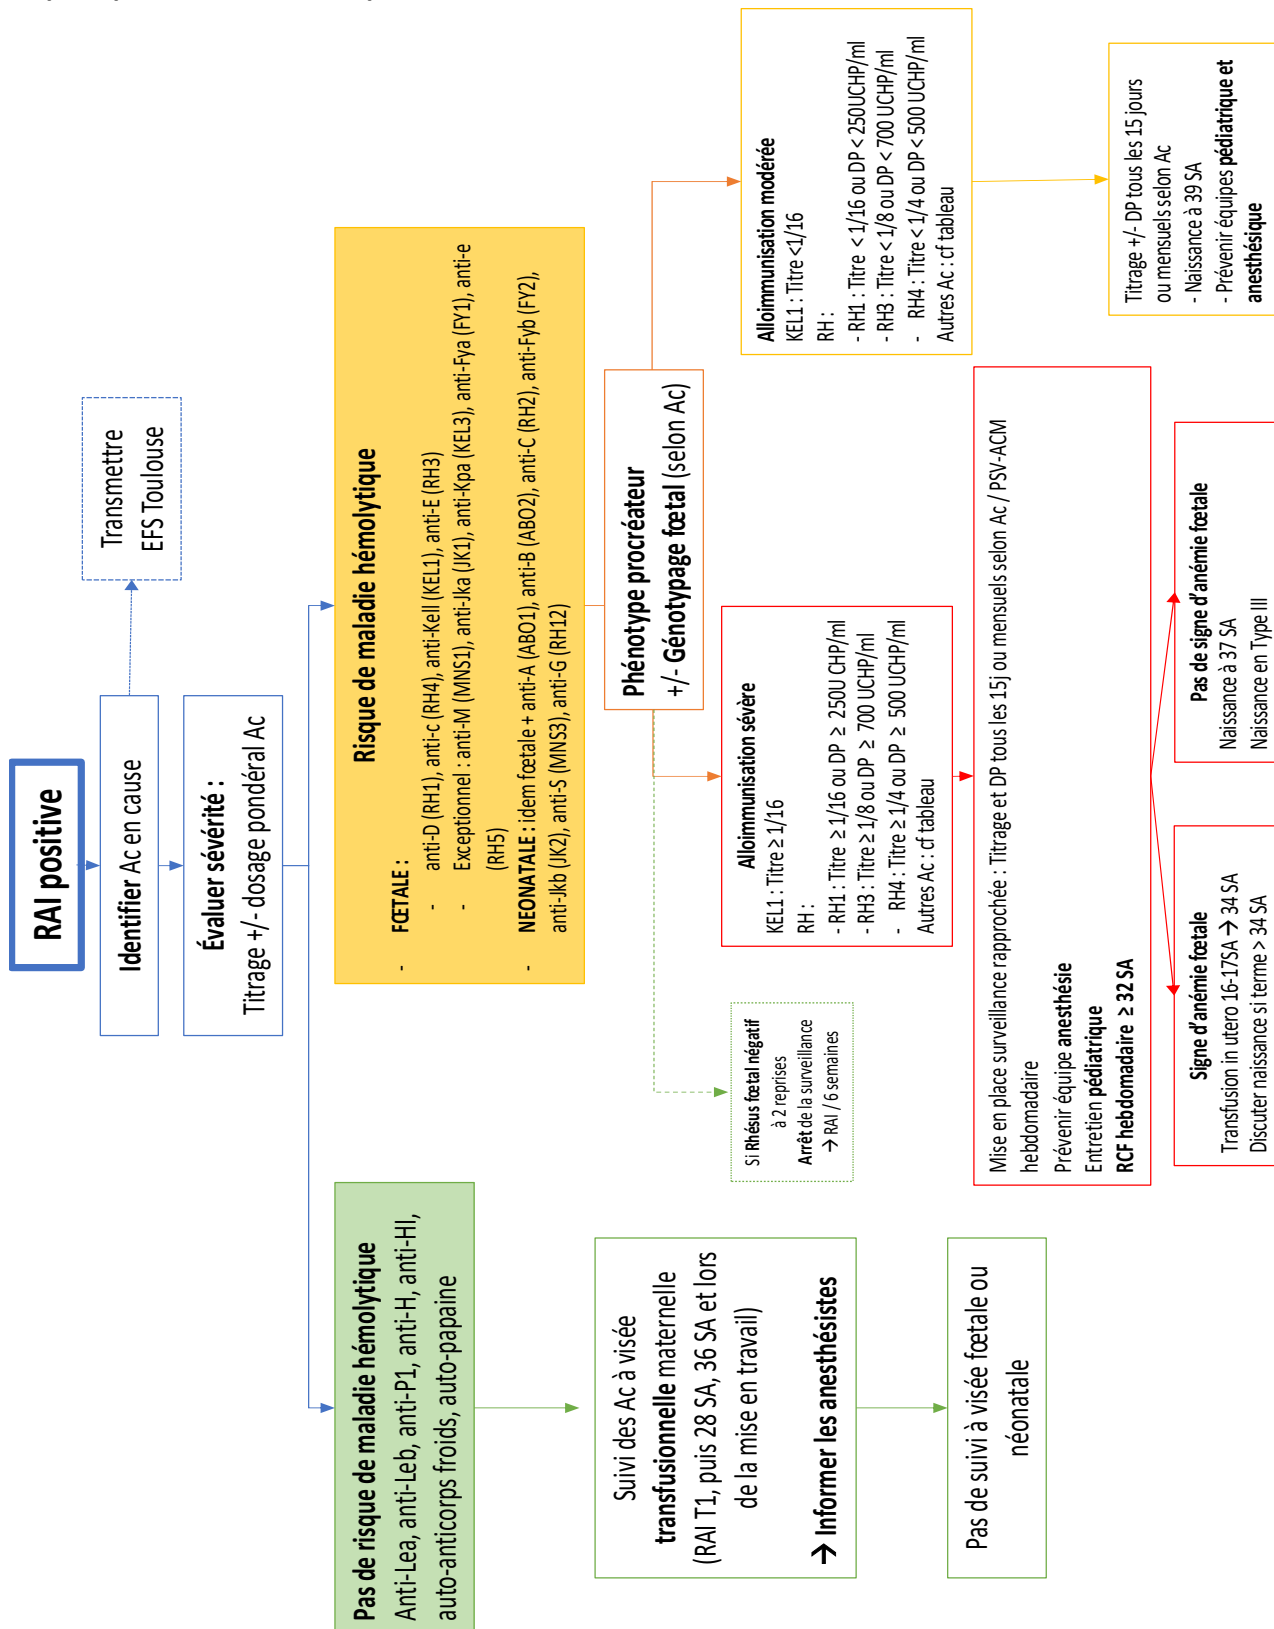 RAI positive
Identifier Ac en cause
Transmettre
EFS Toulouse
Évaluer sévérité :
Titrage +/- dosage pondéral Ac
Pas de risque de maladie hémolytique
Anti-Lea, anti-Leb, anti-P1, anti-H, anti-HI,
auto-anticorps froids, auto-papaine
Suivi des Ac à visée
transfusionnelle maternelle
(RAI T1, puis 28 SA, 36 SA et lors
de la mise en travail)
→ Informer les anesthésistes
Pas de suivi à visée fœtale ou
néonatale
Risque de maladie hémolytique
- FŒTALE :
- anti-D (RH1), anti-c (RH4), anti-Kell (KEL1), anti-E (RH3)
- Exceptionnel : anti-M (MNS1), anti-Jka (JK1), anti-Kpa (KEL3), anti-Fya (FY1), anti-e
(RH5)
- NEONATALE : idem fœtale + anti-A (ABO1), anti-B (ABO2), anti-C (RH2), anti-Fyb (FY2),
anti-Jkb (JK2), anti-S (MNS3), anti-G (RH12)
Phénotype procréateur
+/- Génotypage fœtal (selon Ac)
Si Rhésus fœtal négatif
à 2 reprises
Arrêt de la surveillance
→ RAI / 6 semaines
Alloimmunisation sévère
KEL1 : Titre ≥ 1/16
RH :
- RH1 : Titre ≥ 1/16 ou DP ≥ 250U CHP/ml
- RH3 : Titre ≥ 1/8 ou DP ≥ 700 UCHP/ml
- RH4 : Titre ≥ 1/4 ou DP ≥ 500 UCHP/ml
Autres Ac : cf tableau
Alloimmunisation modérée
KEL1 : Titre <1/16
RH :
- RH1 : Titre < 1/16 ou DP < 250UCHP/ml
- RH3 : Titre < 1/8 ou DP < 700 UCHP/ml
- RH4 : Titre < 1/4 ou DP < 500 UCHP/ml
Autres Ac : cf tableau
Mise en place surveillance rapprochée : Titrage et DP tous les 15j ou mensuels selon Ac / PSV-ACM
hebdomadaire
Prévenir équipe anesthésie
Entretien pédiatrique
RCF hebdomadaire ≥ 32 SA
Titrage +/- DP tous les 15 jours
ou mensuels selon Ac
- Naissance à 39 SA
- Prévenir équipes pédiatrique et
anesthésique
Signe d'anémie fœtale
Transfusion in utero 16-17SA → 34 SA
Discuter naissance si terme > 34 SA
Pas de signe d'anémie fœtale
Naissance à 37 SA
Naissance en Type III